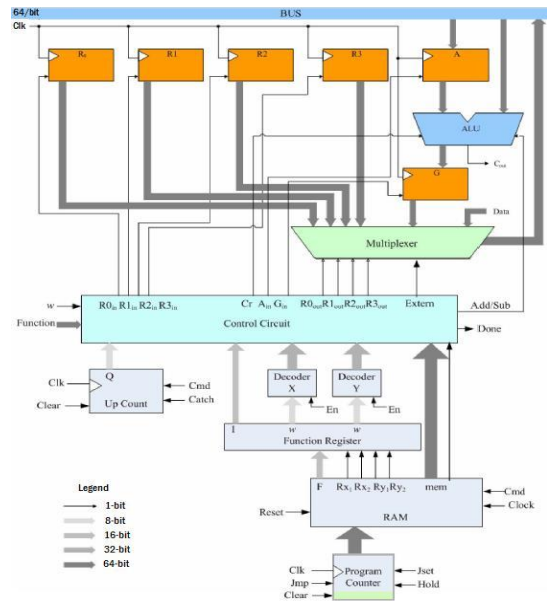 64/bit
BUS
Clk
R₀
R1
R2
R3
A
ALU
Cout
G
Data
Multiplexer
R0in R1in R2in R3in
Cr Ain Gin
R0out R1out R2out R3out
Extern
Add/Sub
w
Function
Control Circuit
Done
Q
Clk
Cmd
Catch
Clear
Up Count
Decoder X
Decoder Y
En
En
I
w
w
Function Register
F
Rx₁ Rx₂ Ry₁ Ry₂
mem
RAM
Reset
Cmd
Clock
Legend
1-bit
8-bit
16-bit
32-bit
64-bit
Clk
Jmp
Clear
Program Counter
Jset
Hold